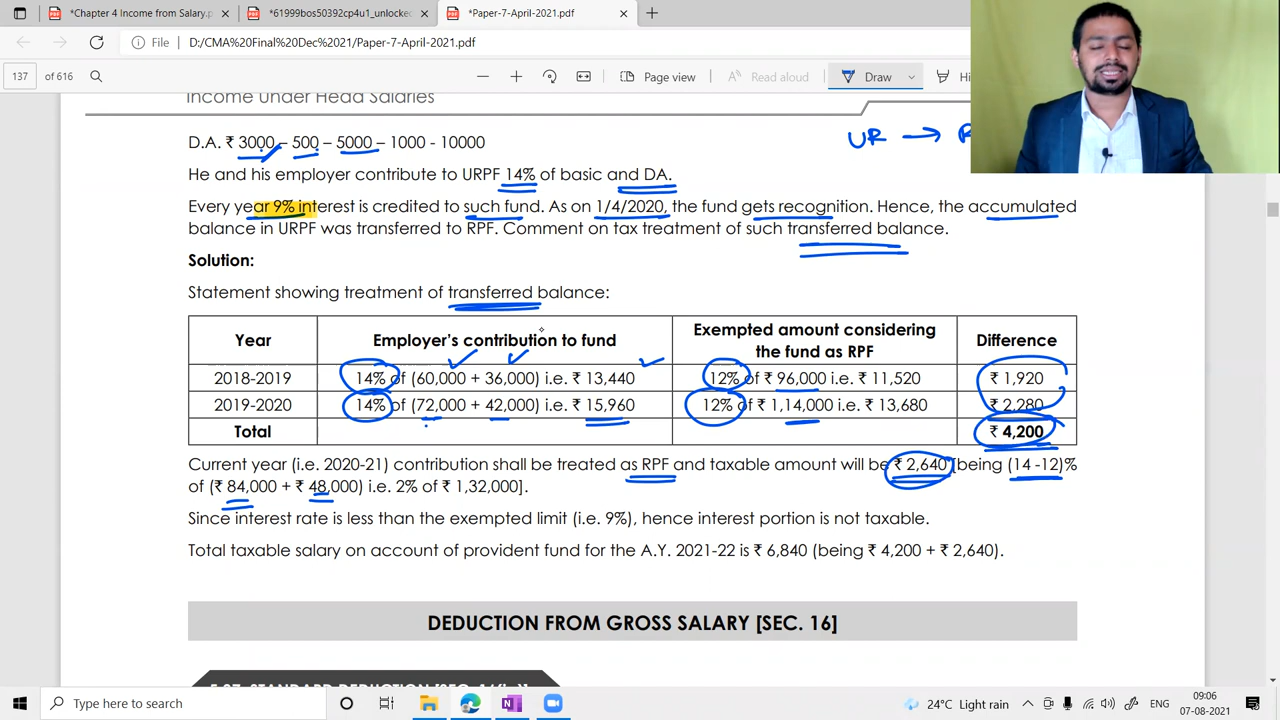 *Chapter 4 Income from Salary.p
*61999bos50392cp4u1_unlocked
*Paper-7-April-2021.pdf
File D:/CMA%20Final%20Dec%2021/Paper-7-April-2021.pdf
137 of 616 Page view Read aloud Draw
Income under Head Salaries
D.A. ₹ 3000 – 500 – 5000 – 1000 - 10000
UR → R
He and his employer contribute to URPF 14% of basic and DA.
Every year 9% interest is credited to such fund. As on 1/4/2020, the fund gets recognition. Hence, the accumulated
balance in URPF was transferred to RPF. Comment on tax treatment of such transferred balance.
Solution:
Statement showing treatment of transferred balance:
Year Employer's contribution to fund Exempted amount considering the fund as RPF Difference
2018-2019 14% of (60,000 + 36,000) i.e. ₹ 13,440 12% of ₹ 96,000 i.e. ₹ 11,520 ₹ 1,920
2019-2020 14% of (72,000 + 42,000) i.e. ₹ 15,960 12% of ₹ 1,14,000 i.e. ₹ 13,680 ₹ 2,280
Total ₹ 4,200
Current year (i.e. 2020-21) contribution shall be treated as RPF and taxable amount will be ₹ 2,640 [being (14 -12)%
of (₹ 84,000 + ₹ 48,000) i.e. 2% of ₹ 1,32,000].
Since interest rate is less than the exempted limit (i.e. 9%), hence interest portion is not taxable.
Total taxable salary on account of provident fund for the A.Y. 2021-22 is ₹ 6,840 (being ₹ 4,200 + ₹ 2,640).
DEDUCTION FROM GROSS SALARY [SEC. 16]
STANDARD DEDUCTION [SEC. 16(ia)]
Type here to search
24°C Light rain
ENG
09:06
07-08-2021